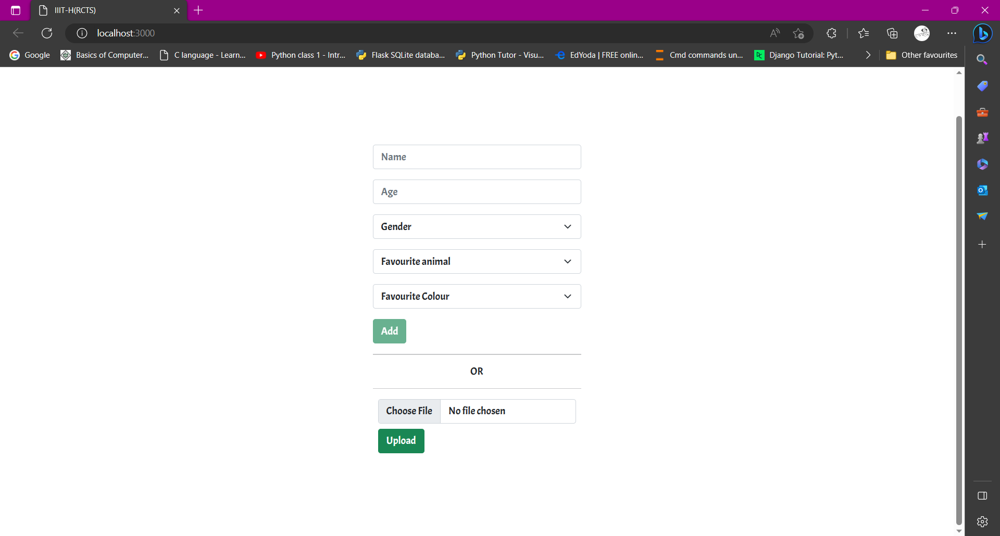 IIIT-H(RCTS)
localhost:3000
Google Basics of Computer... C language - Learn... Python class 1 - Intr... Flask SQLite databa... Python Tutor - Visu... EdYoda | FREE onlin... Cmd commands un... Django Tutorial: Pyt... Other favourites
Name
Age
Gender
Favourite animal
Favourite Colour
Add
OR
Choose File No file chosen
Upload